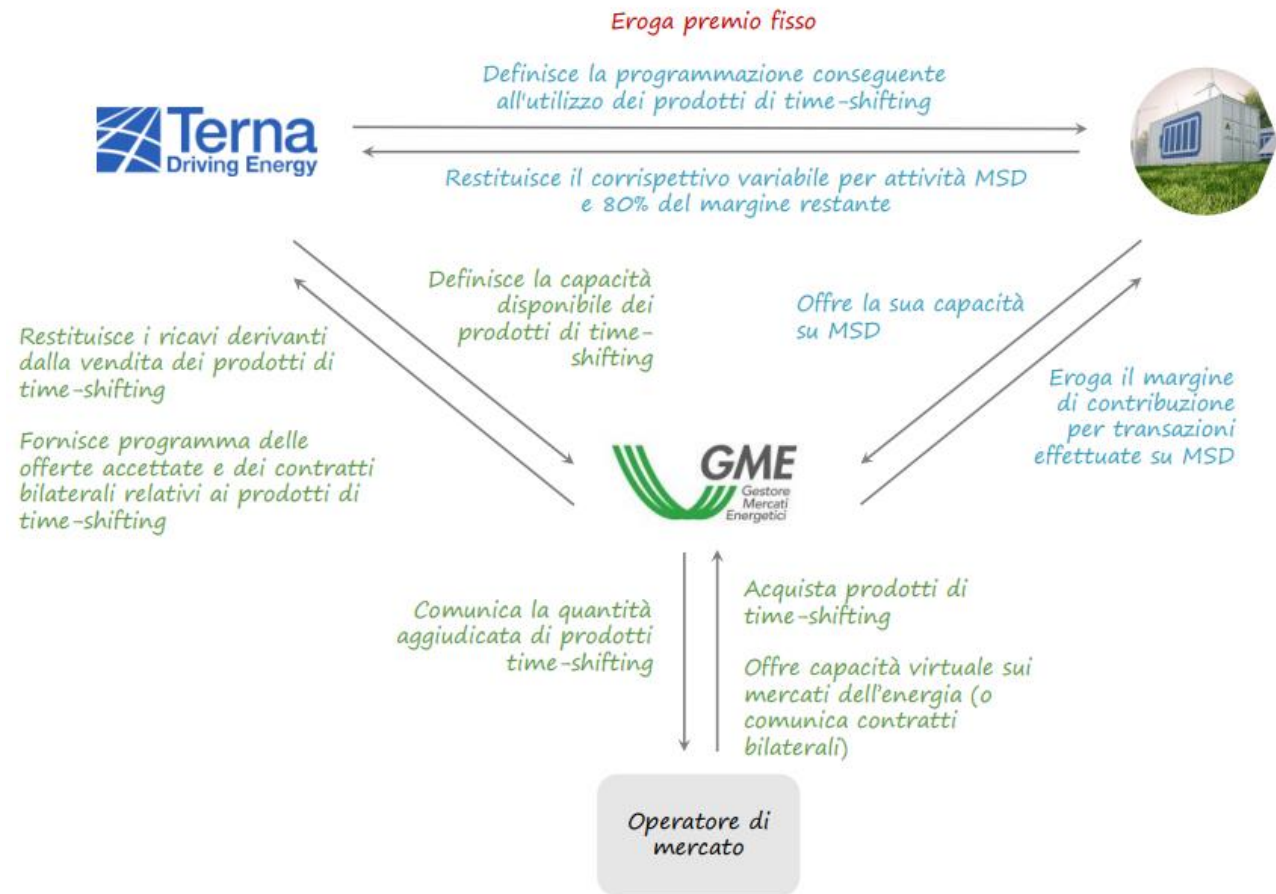 Eroga premio fisso
Definisce la programmazione conseguente
all'utilizzo dei prodotti di time-shifting
Terna
Driving Energy
Restituisce il corrispettivo variabile per attività MSD
e 80% del margine restante
Definisce la capacità
disponibile dei
prodotti di time-
shifting
Offre la sua capacità
su MSD
Restituisce i ricavi derivanti
dalla vendita dei prodotti di
time-shifting
Fornisce programma delle
offerte accettate e dei contratti
bilaterali relativi ai prodotti di
time-shifting
Eroga il margine
di contribuzione
per transazioni
effettuate su MSD
GME
Gestore
Mercati
Energetici
Comunica la quantità
aggiudicata di prodotti
time-shifting
Acquista prodotti di
time-shifting
Offre capacità virtuale sui
mercati dell'energia (o
comunica contratti
bilaterali)
Operatore di
mercato